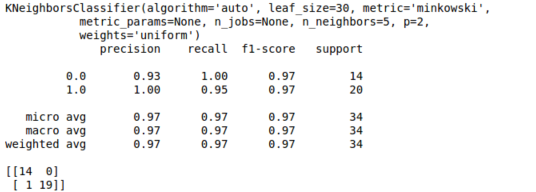 KNeighborsClassifier(algorithm='auto', leaf_size=30, metric='minkowski',
           metric_params=None, n_jobs=None, n_neighbors=5, p=2,
           weights='uniform')
              precision    recall  f1-score   support

         0.0       0.93      1.00      0.97        14
         1.0       1.00      0.95      0.97        20

   micro avg       0.97      0.97      0.97        34
   macro avg       0.97      0.97      0.97        34
weighted avg       0.97      0.97      0.97        34

[[14  0]
 [ 1 19]]